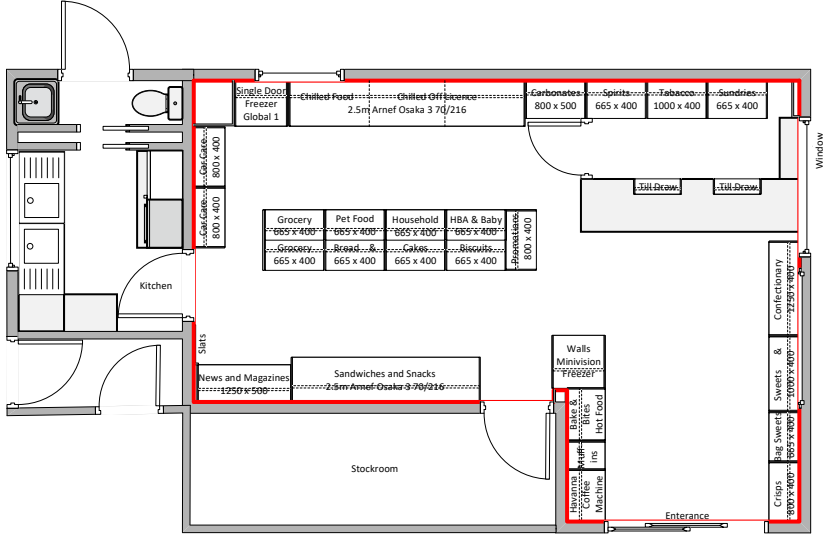 Single Door
Freezer
Global 1
Chilled Food
Chilled Off Licence
2.5m Arnef Osaka 3 70/216
Carbonates
800 x 500
Spirits
665 x 400
Tabacco
1000 x 400
Sundries
665 x 400
Window
Car Care
800 x 400
Car Care
800 x 400
Till Draw
Till Draw
Grocery
665 x 400
Pet Food
665 x 400
Household
665 x 400
HBA & Baby
665 x 400
Promotions
800 x 400
Grocery
665 x 400
Bread &
665 x 400
Cakes
665 x 400
Biscuits
665 x 400
Kitchen
Confectionary
1250 x 400
Slats
Walls
Minivision
Freezer
Sweets &
1000 x 400
News and Magazines
1250 x 500
Sandwiches and Snacks
2.5m Arnef Osaka 3 70/216
Bake &
Bites
Hot Food
Bag Sweets
665 x 400
Muff
ins
Stockroom
Havanna
Coffee
Machine
Crisps
800 x 400
Enterance